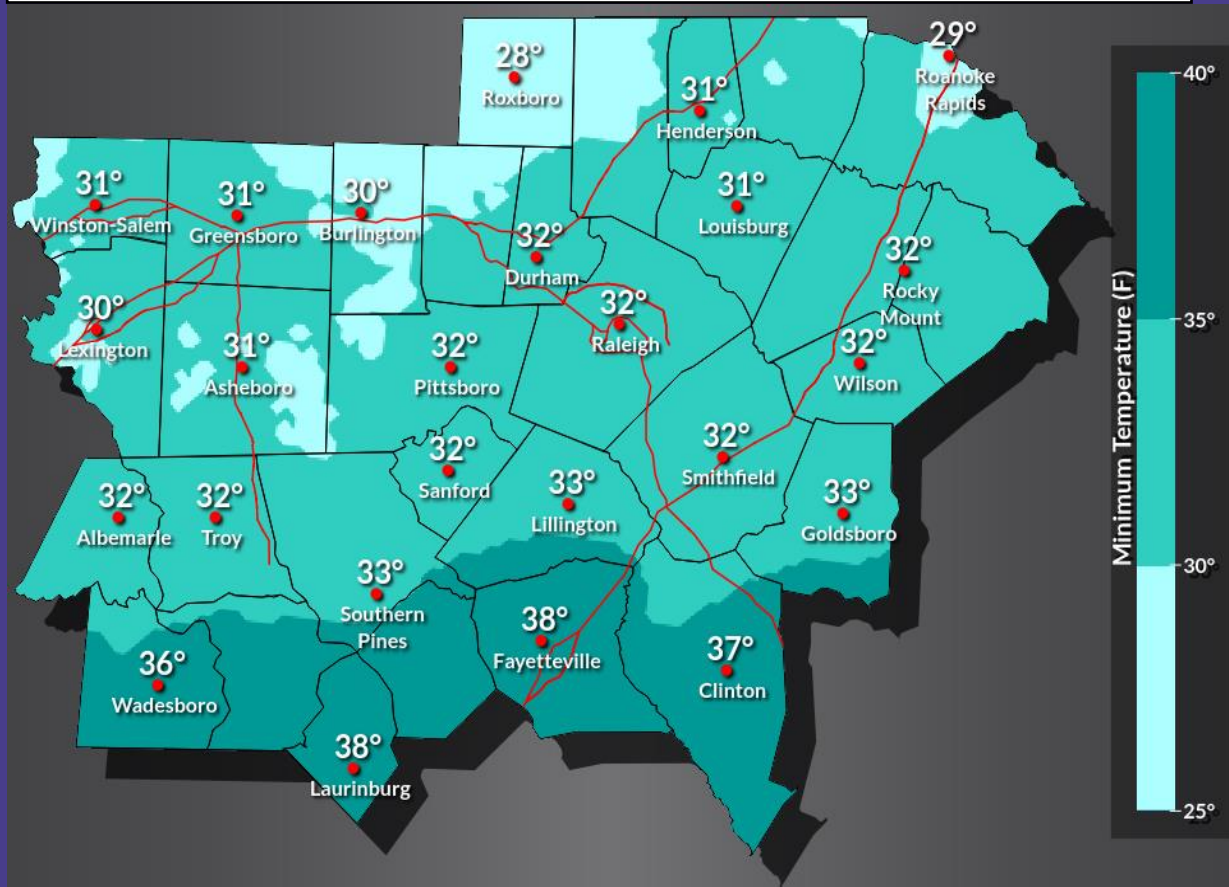 28°
Roxboro
29°
Roanoke
Rapids
31°
Henderson
31°
Winston-Salem
31°
Greensboro
30°
Burlington
31°
Louisburg
32°
Durham
32°
Rocky
Mount
30°
Lexington
31°
Asheboro
32°
Pittsboro
32°
Raleigh
32°
Wilson
32°
Albemarle
32°
Troy
32°
Sanford
33°
Lillington
32°
Smithfield
33°
Goldsboro
33°
Southern
Pines
36°
Wadesboro
38°
Fayetteville
37°
Clinton
38°
Laurinburg
Minimum Temperature (F)
40°
35°
30°
25°